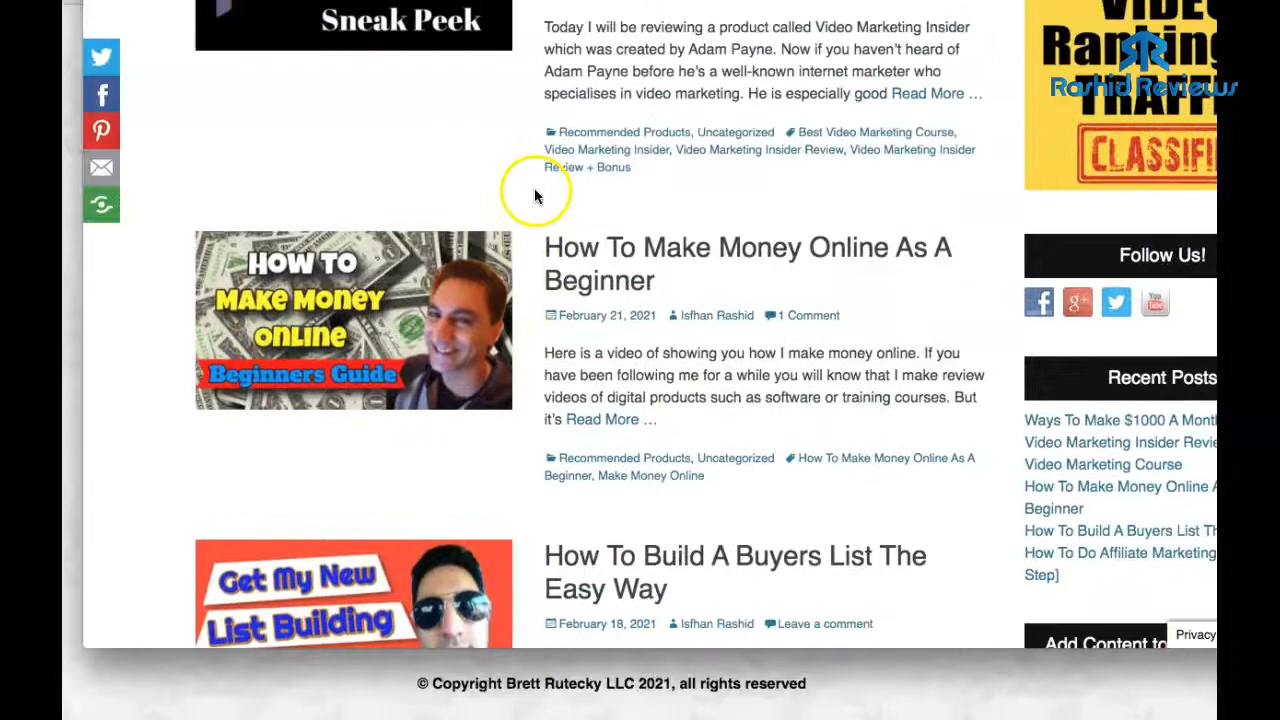 Sneak Peek
Today I will be reviewing a product called Video Marketing Insider
which was created by Adam Payne. Now if you haven't heard of
Adam Payne before he's a well-known internet marketer who
specialises in video marketing. He is especially good Read More …
Recommended Products, Uncategorized Best Video Marketing Course,
Video Marketing Insider, Video Marketing Insider Review, Video Marketing Insider
Review + Bonus
HOW TO
MAKE MONEY
ONLINE
Beginners Guide
How To Make Money Online As A
Beginner
February 21, 2021 Isfhan Rashid 1 Comment
Here is a video of showing you how I make money online. If you
have been following me for a while you will know that I make review
videos of digital products such as software or training courses. But
it's Read More …
Recommended Products, Uncategorized How To Make Money Online As A
Beginner, Make Money Online
Get My New
List Building
How To Build A Buyers List The
Easy Way
February 18, 2021 Isfhan Rashid Leave a comment
VIDEO
Ranking
TRAFF
CLASSIFI
Rashid Reviews
Follow Us!
Recent Posts
Ways To Make $1000 A Mont
Video Marketing Insider Revie
Video Marketing Course
How To Make Money Online A
Beginner
How To Build A Buyers List Th
How To Do Affiliate Marketing
Step]
Add Content to
Privacy
© Copyright Brett Rutecky LLC 2021, all rights reserved